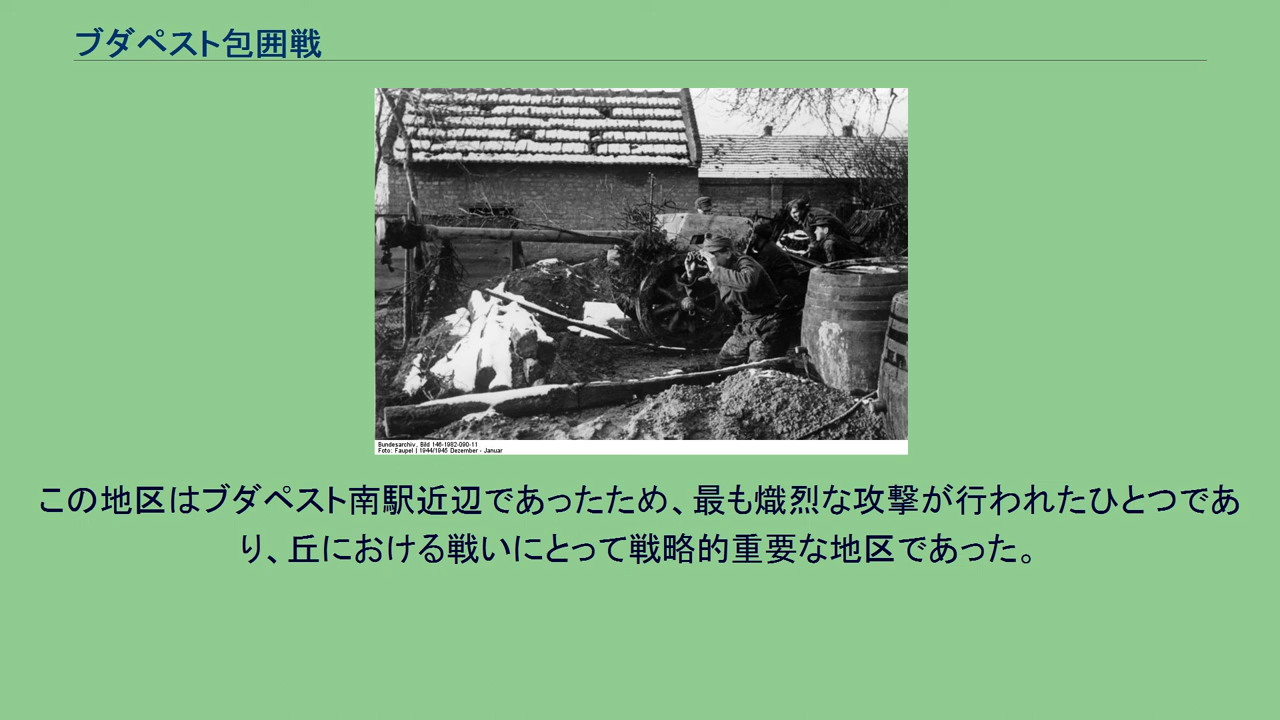 ブダペスト包囲戦
Bundesarchiv, Bild 146-1982-090-11
Foto: Faupel | 1944/1945 Dezember - Januar
この地区はブダペスト南駅近辺であったため、最も熾烈な攻撃が行われたひとつであ
り、丘における戦いにとって戦略的重要な地区であった。